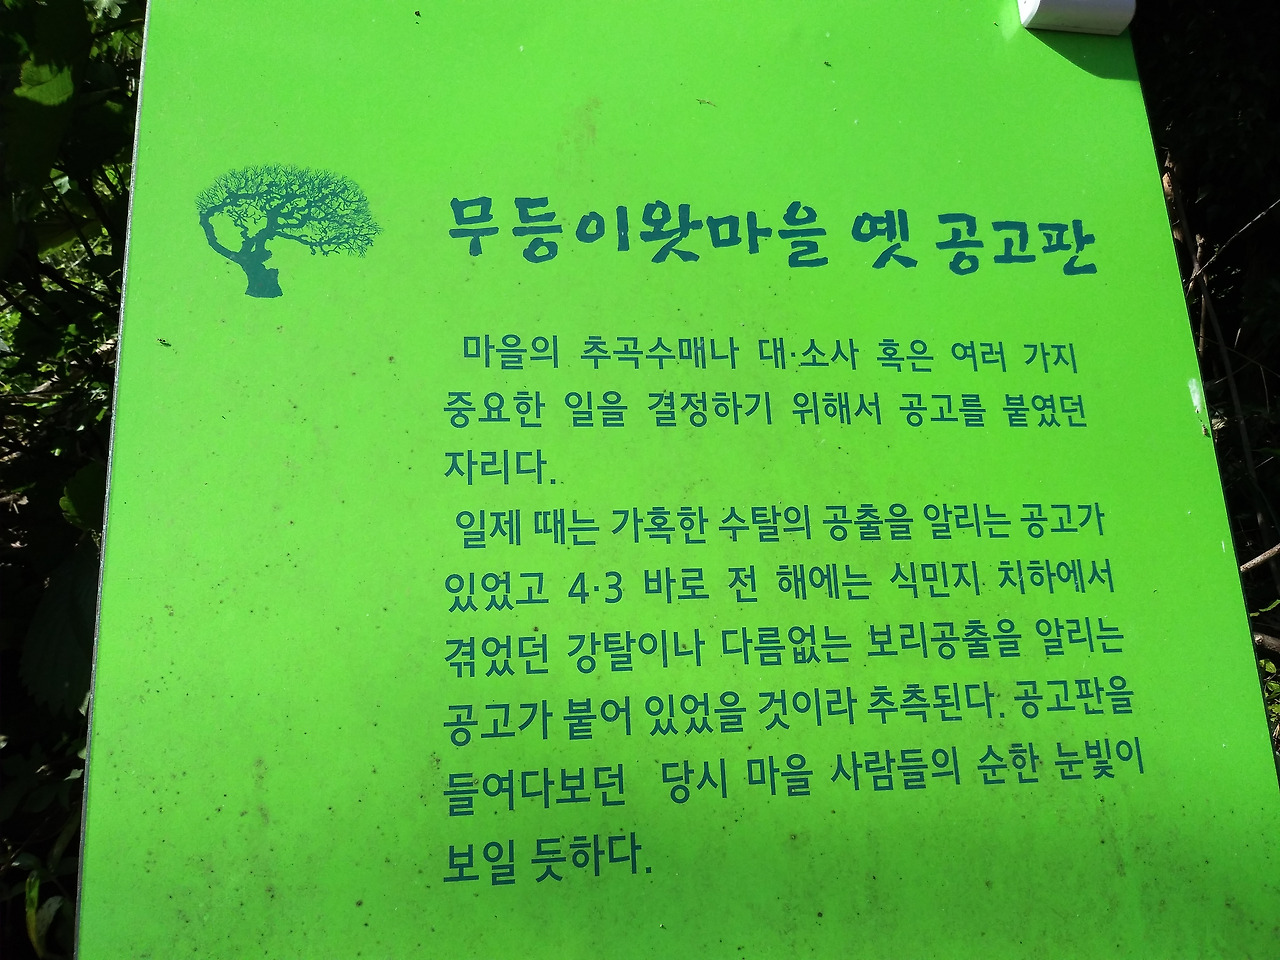 무등이왓마을 옛 공고판
마을의 추곡수매나 대·소사 혹은 여러 가지
중요한 일을 결정하기 위해서 공고를 붙였던
자리다.
일제 때는 가혹한 수탈의 공출을 알리는 공고가
있었고 4·3 바로 전 해에는 식민지 치하에서
겪었던 강탈이나 다름없는 보리공출을 알리는
공고가 붙어 있었을 것이라 추측된다. 공고판을
들여다보던 당시 마을 사람들의 순한 눈빛이
보일 듯하다.